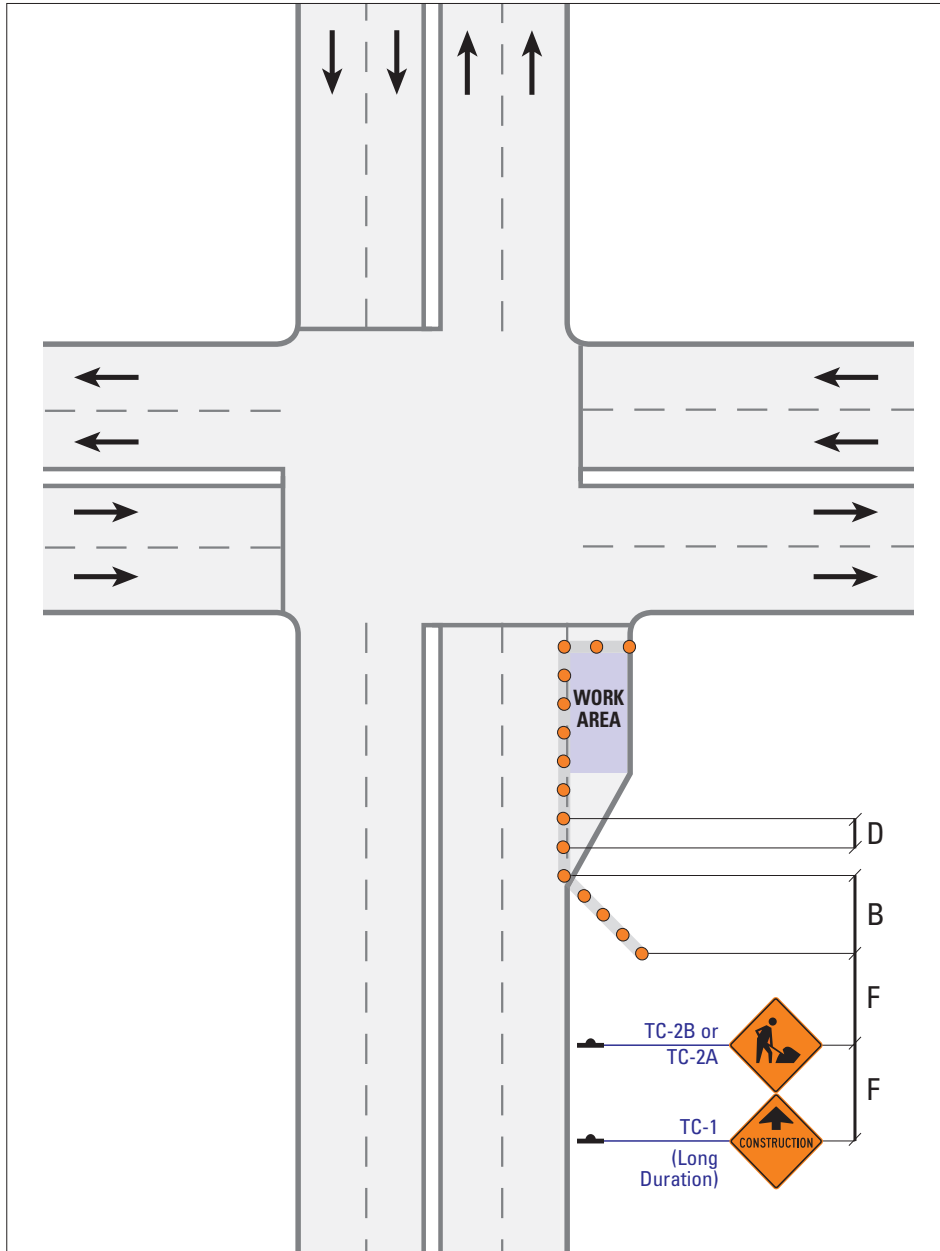 WORK
AREA
D
B
F
TC-2B or
TC-2A
F
TC-1
CONSTRUCTION
(Long
Duration)